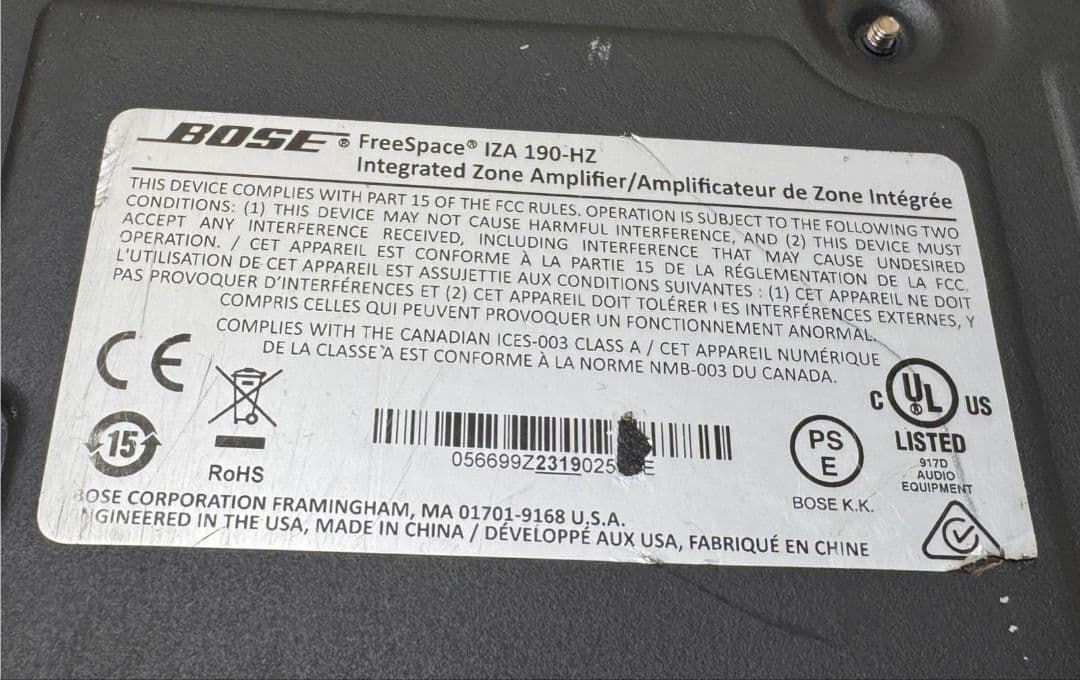 BOSE® FreeSpace® IZA 190-HZ
Integrated Zone Amplifier/Amplificateur de Zone Intégrée
THIS DEVICE COMPLIES WITH PART 15 OF THE FCC RULES. OPERATION IS SUBJECT TO THE FOLLOWING TWO
CONDITIONS: (1) THIS DEVICE MAY NOT CAUSE HARMFUL INTERFERENCE, AND (2) THIS DEVICE MUST
ACCEPT ANY INTERFERENCE RECEIVED, INCLUDING INTERFERENCE THAT MAY CAUSE UNDESIRED
OPERATION. / CET APPAREIL EST CONFORME À LA PARTIE 15 DE LA RÉGLEMENTATION DE LA FCC.
L'UTILISATION DE CET APPAREIL EST ASSUJETTIE AUX CONDITIONS SUIVANTES : (1) CET APPAREIL NE DOIT
PAS PROVOQUER D'INTERFÉRENCES ET (2) CET APPAREIL DOIT TOLÉRER LES INTERFÉRENCES EXTERNES, Y
COMPRIS CELLES QUI PEUVENT PROVOQUER UN FONCTIONNEMENT ANORMAL.
COMPLIES WITH THE CANADIAN ICES-003 CLASS A / CET APPAREIL NUMÉRIQUE
DE LA CLASSE A EST CONFORME À LA NORME NMB-003 DU CANADA.
CE
15
RoHS
056699Z2319025 E
PS
E
BOSE K.K.
C UL® US
LISTED
917D
AUDIO
EQUIPMENT
BOSE CORPORATION FRAMINGHAM, MA 01701-9168 U.S.A.
ENGINEERED IN THE USA, MADE IN CHINA / DÉVELOPPÉ AUX USA, FABRIQUÉ EN CHINE